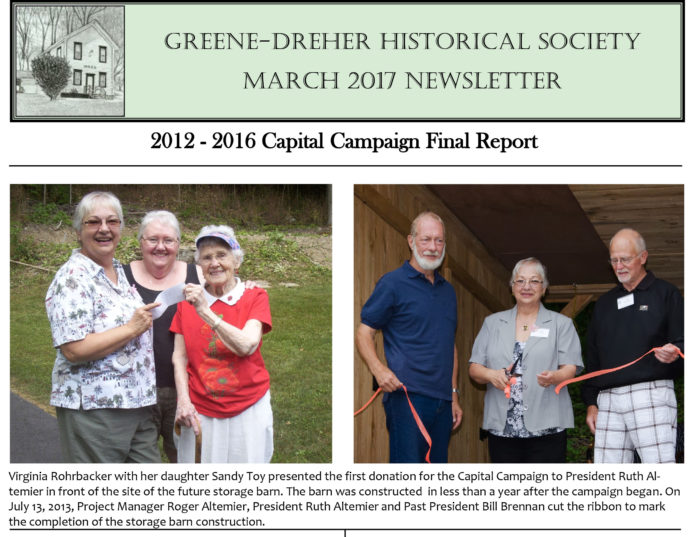 Greene-Dreher Historical Society
March 2017 Newsletter
2012 - 2016 Capital Campaign Final Report
Virginia Rohrbacker with her daughter Sandy Toy presented the first donation for the Capital Campaign to President Ruth Al-
temier in front of the site of the future storage barn. The barn was constructed in less than a year after the campaign began. On
July 13, 2013, Project Manager Roger Altemier, President Ruth Altemier and Past President Bill Brennan cut the ribbon to mark
the completion of the storage barn construction.